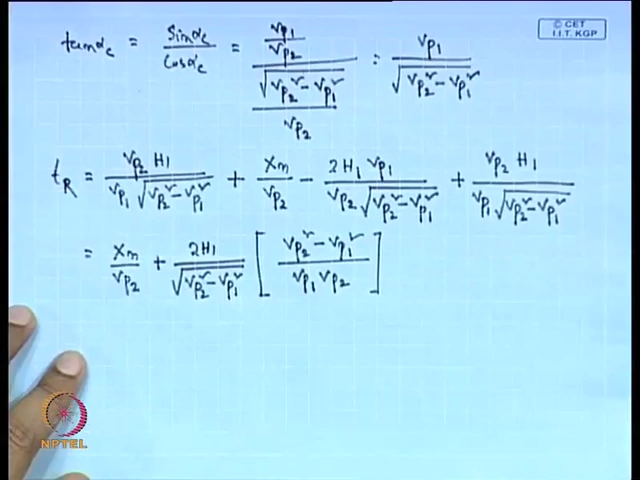 © CET
I.I.T. KGP
tanα_c = sinα_c / cosα_c = (v_p1 / v_p2) / (√(v_p2² − v_p1²) / v_p2) = v_p1 / √(v_p2² − v_p1²)
t_R = v_p2 H_1 / (v_p1 √(v_p2² − v_p1²)) + X_m / v_p2 − 2H_1 v_p1 / (v_p2 √(v_p2² − v_p1²)) + v_p2 H_1 / (v_p1 √(v_p2² − v_p1²))
= X_m / v_p2 + 2H_1 / √(v_p2² − v_p1²) [ (v_p2² − v_p1²) / (v_p1 v_p2) ]
NPTEL